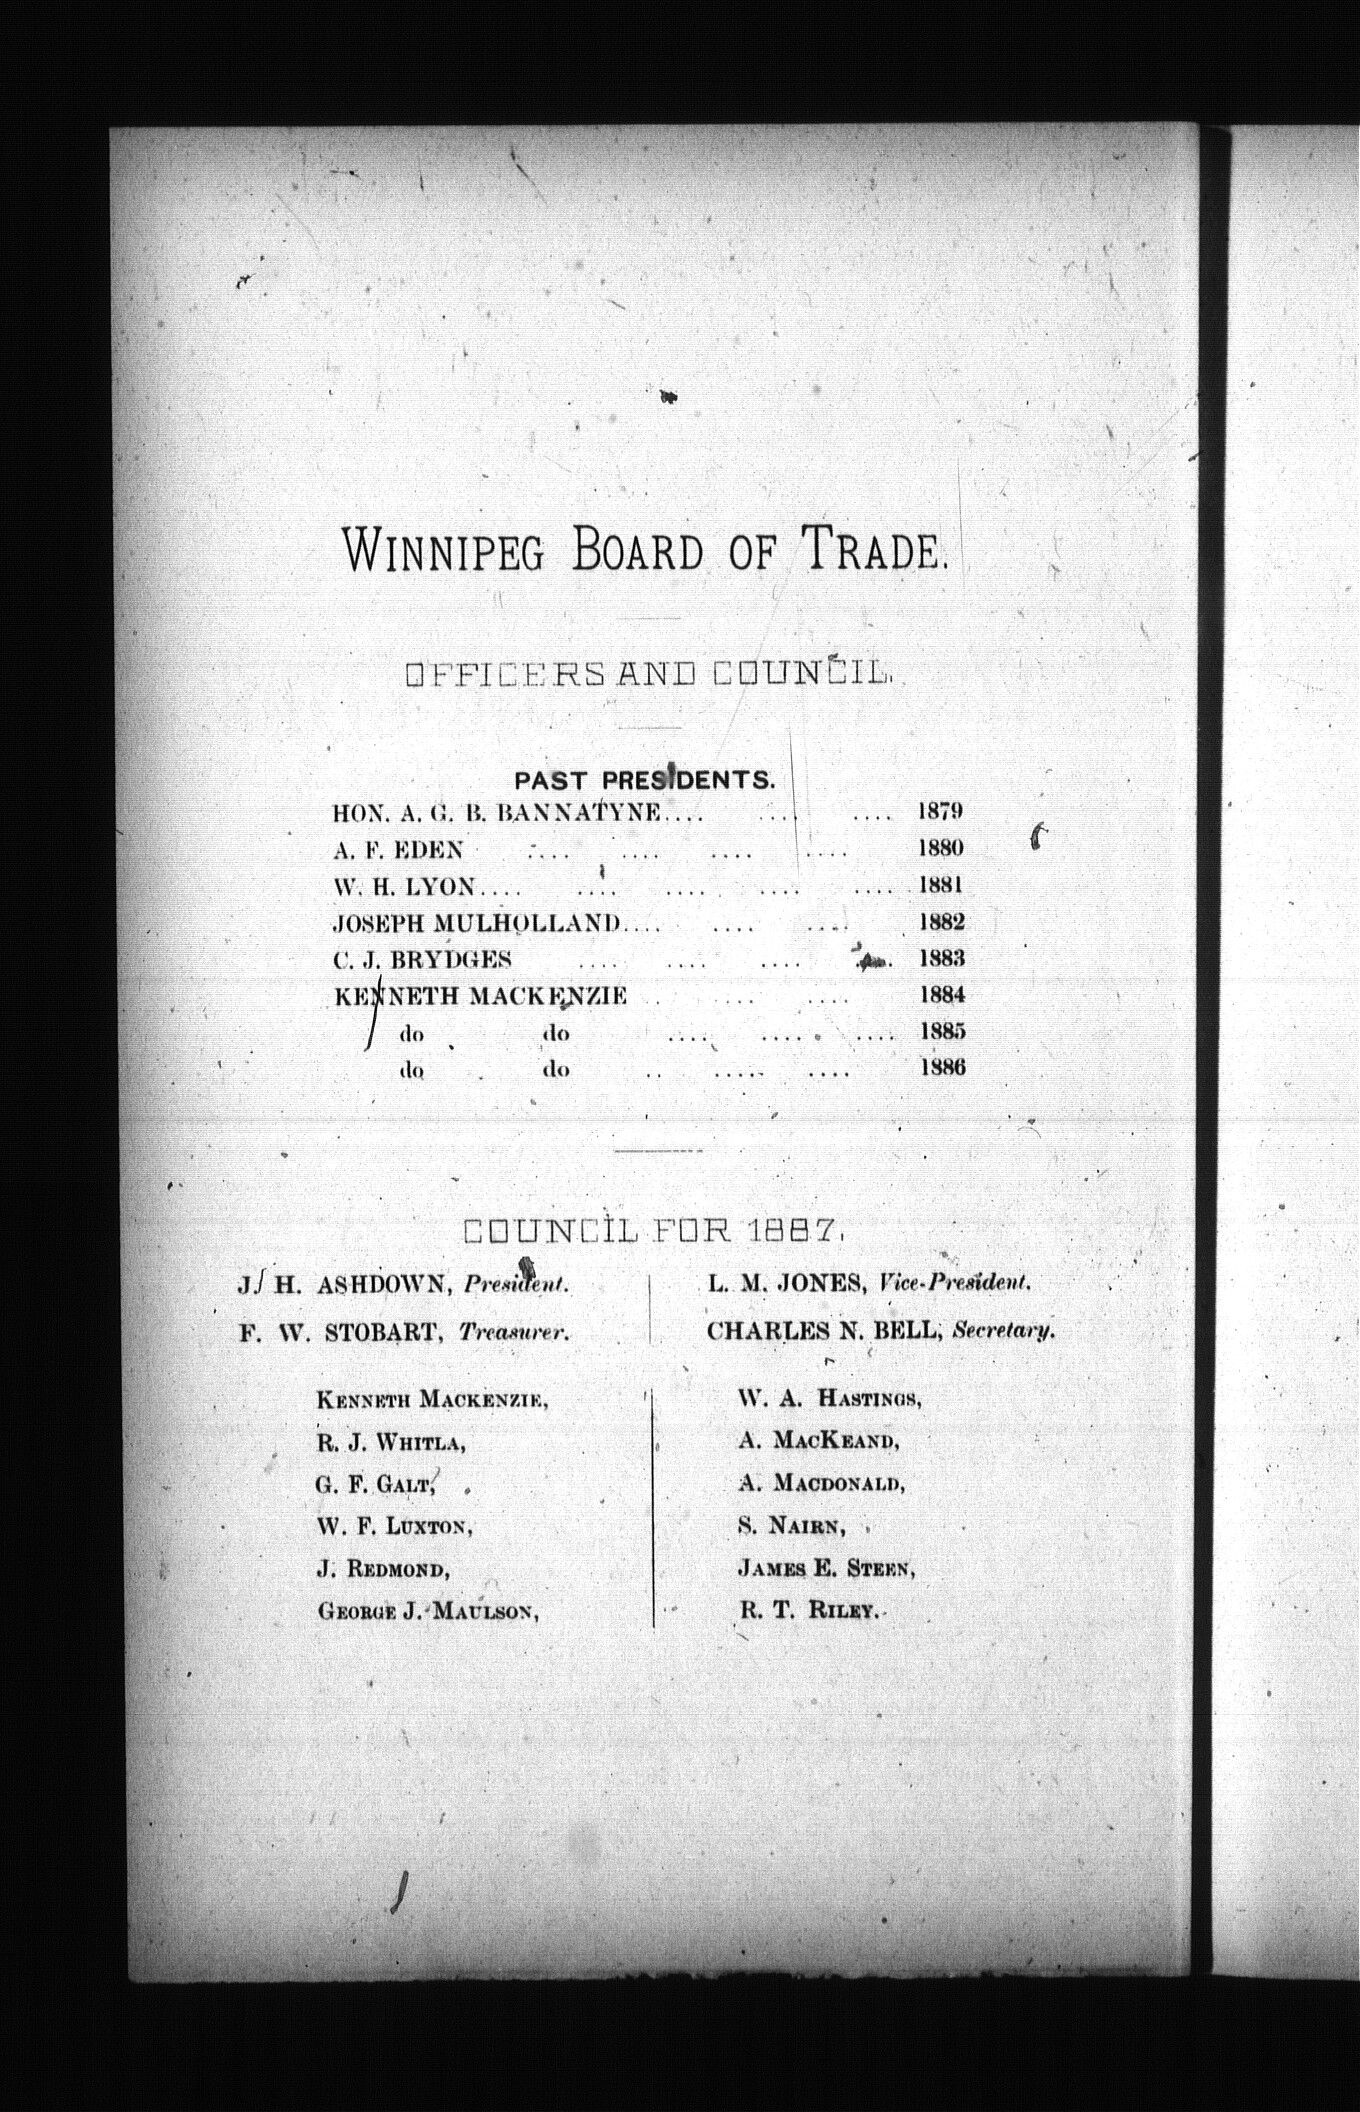 WINNIPEG BOARD OF TRADE.
OFFICERS AND COUNCIL.
PAST PRESIDENTS.
HON. A. G. B. BANNATYNE.... .... .... 1879
A. F. EDEN .... .... .... .... 1880
W. H. LYON.... .... .... .... .... 1881
JOSEPH MULHOLLAND.... .... .... 1882
C. J. BRYDGES .... .... .... .... 1883
KENNETH MACKENZIE .. .... .... 1884
do do .... .... .... 1885
do do .. .... .... 1886
COUNCIL FOR 1887.
J. H. ASHDOWN, President. L. M. JONES, Vice-President.
F. W. STOBART, Treasurer. CHARLES N. BELL, Secretary.
KENNETH MACKENZIE, W. A. HASTINGS,
R. J. WHITLA, A. MACKEAND,
G. F. GALT, A. MACDONALD,
W. F. LUXTON, S. NAIRN,
J. REDMOND, JAMES E. STEEN,
GEORGE J. MAULSON, R. T. RILEY.